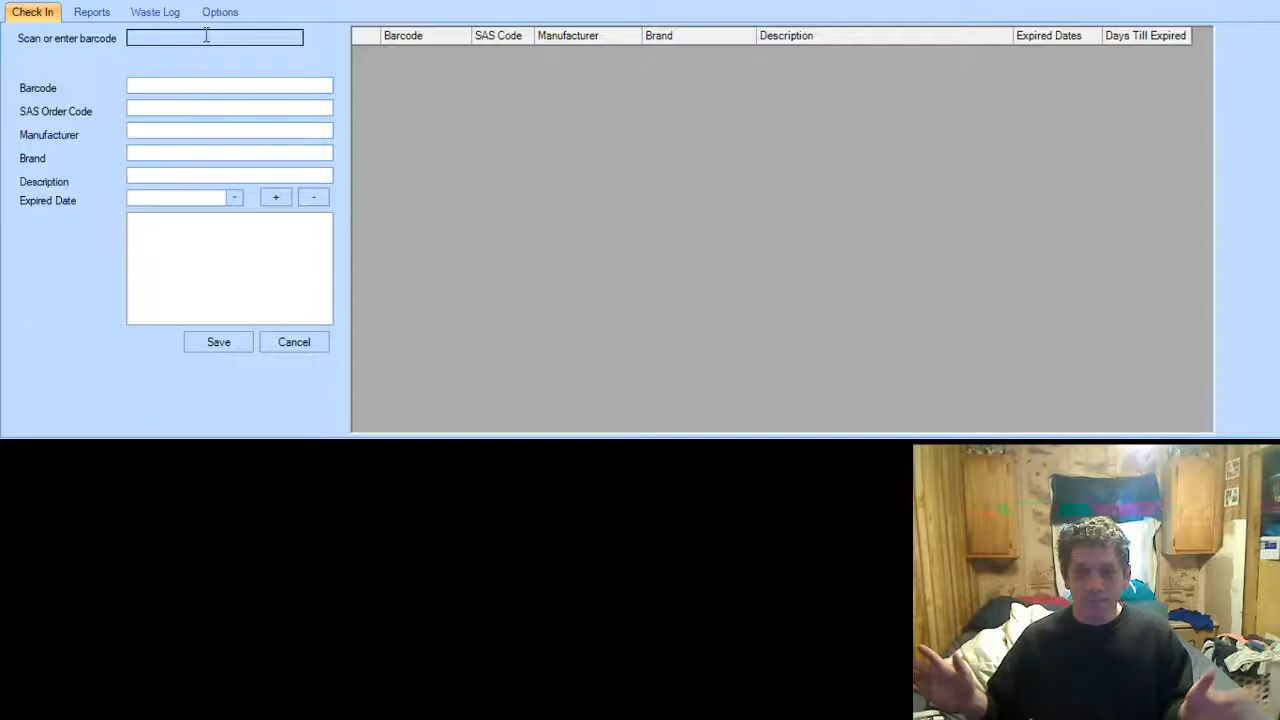 Check In Reports Waste Log Options
Scan or enter barcode
Barcode SAS Code Manufacturer Brand Description Expired Dates Days Till Expired
Barcode
SAS Order Code
Manufacturer
Brand
Description
Expired Date + -
Save Cancel